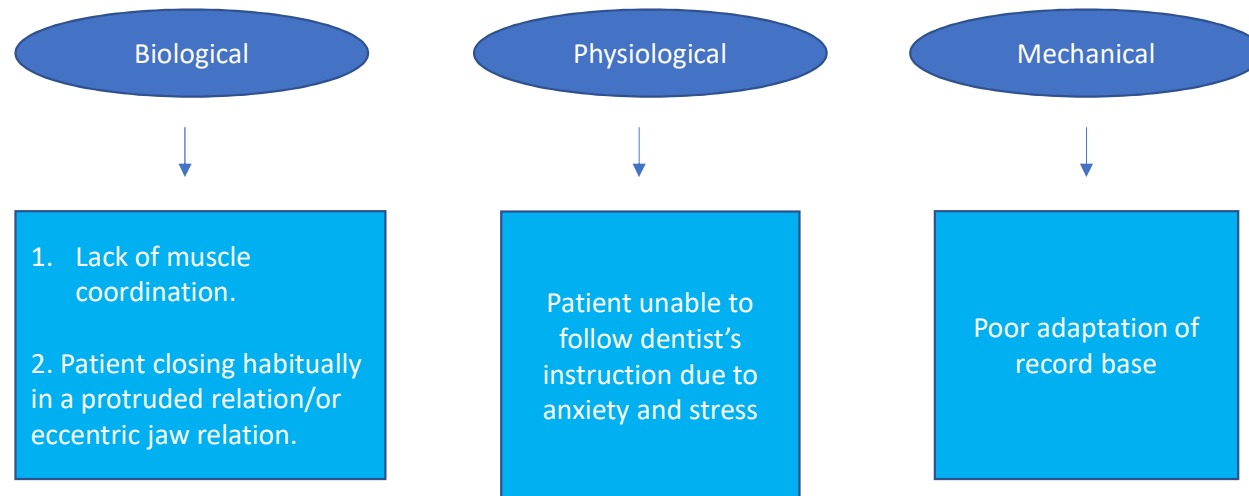 Biological
Physiological
Mechanical
1. Lack of muscle
coordination.
2. Patient closing habitually
in a protruded relation/or
eccentric jaw relation.
Patient unable to
follow dentist’s
instruction due to
anxiety and stress
Poor adaptation of
record base